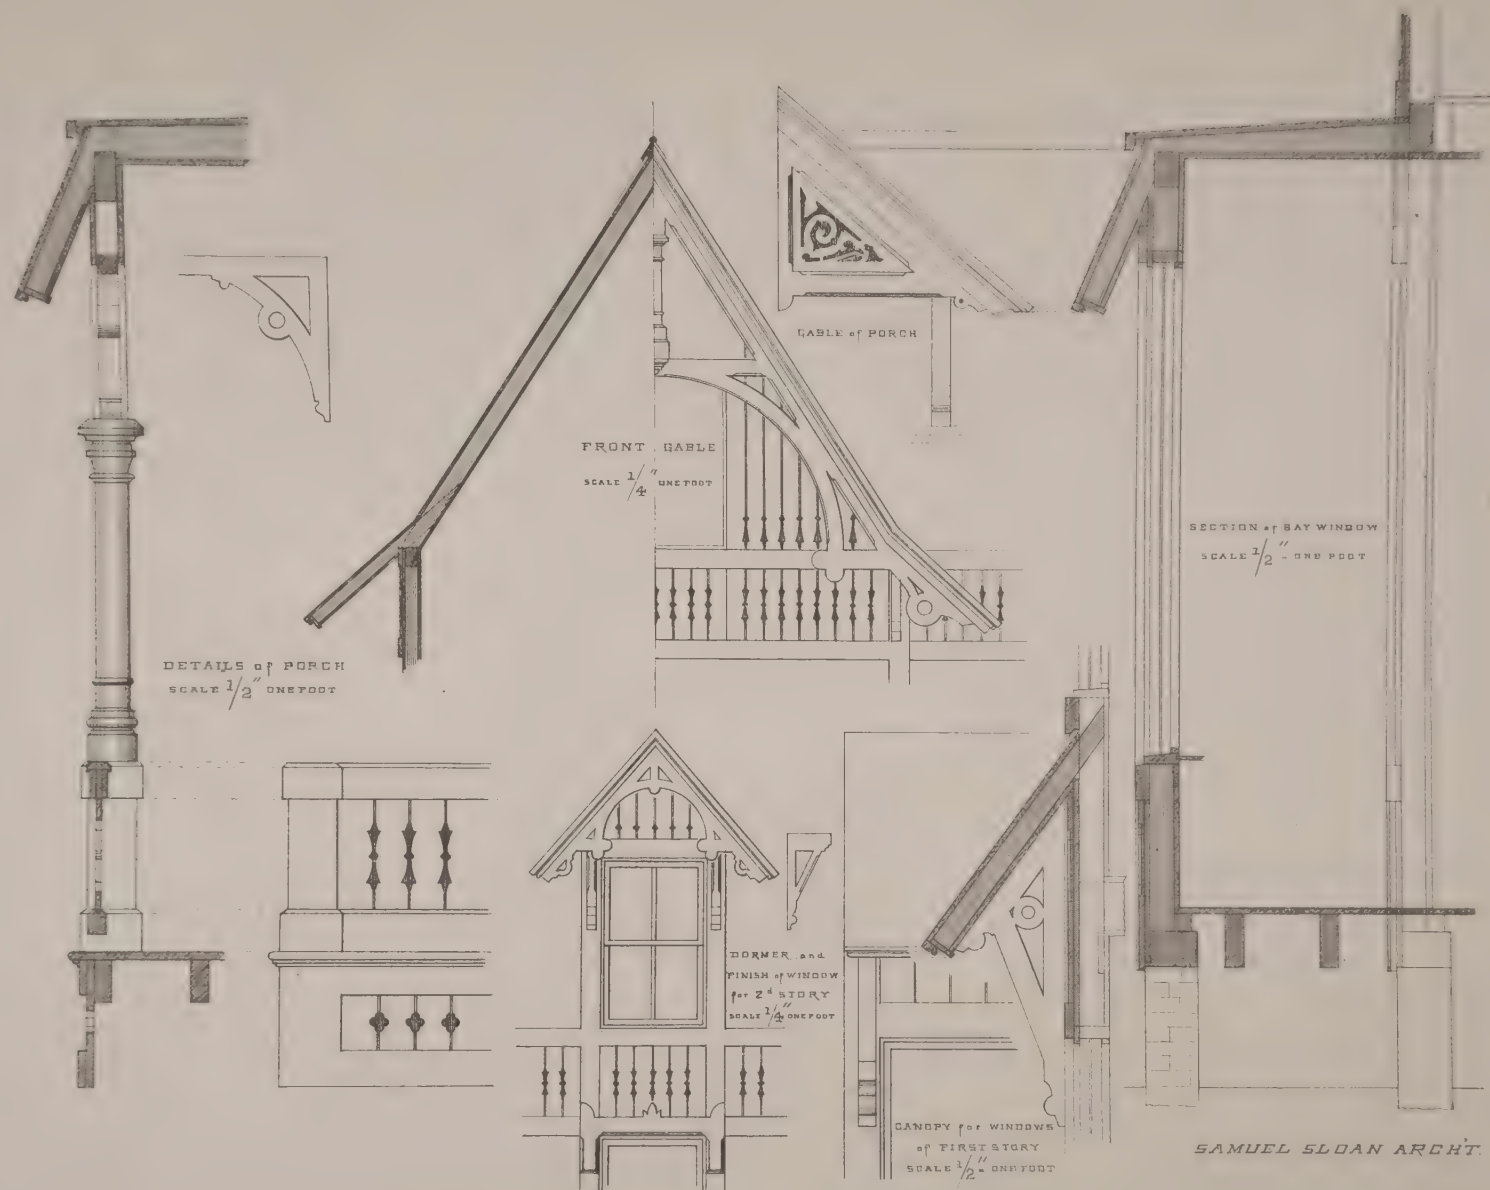 GABLE of PORCH
FRONT GABLE
SCALE 1/4" ONE FOOT
SECTION of BAY WINDOW
SCALE 1/2" = ONE FOOT
DETAILS of PORCH
SCALE 1/2" ONE FOOT
DORMER and
FINISH of WINDOW
for 2d STORY
SCALE 1/4" ONE FOOT
CANOPY for WINDOWS
of FIRST STORY
SCALE 1/2" = ONE FOOT
SAMUEL SLOAN ARCH'T.